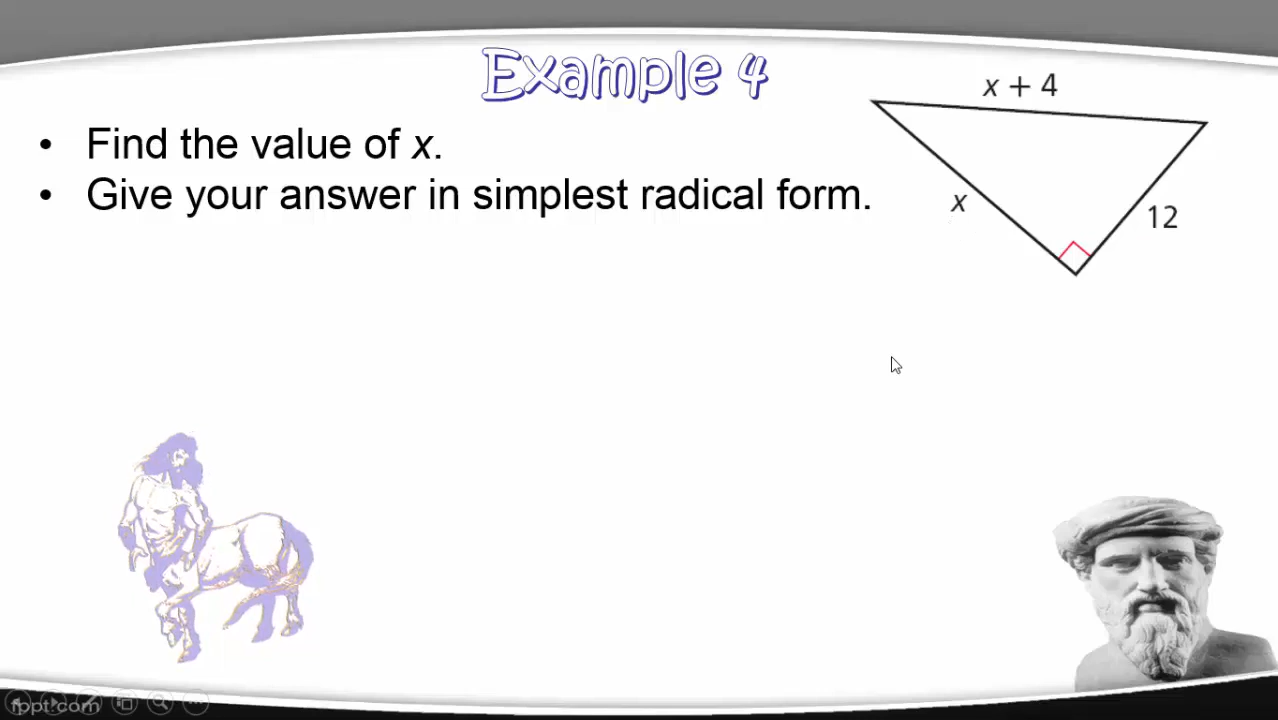 Example 4
• Find the value of x.
• Give your answer in simplest radical form.
x + 4
x
12
fppt.com